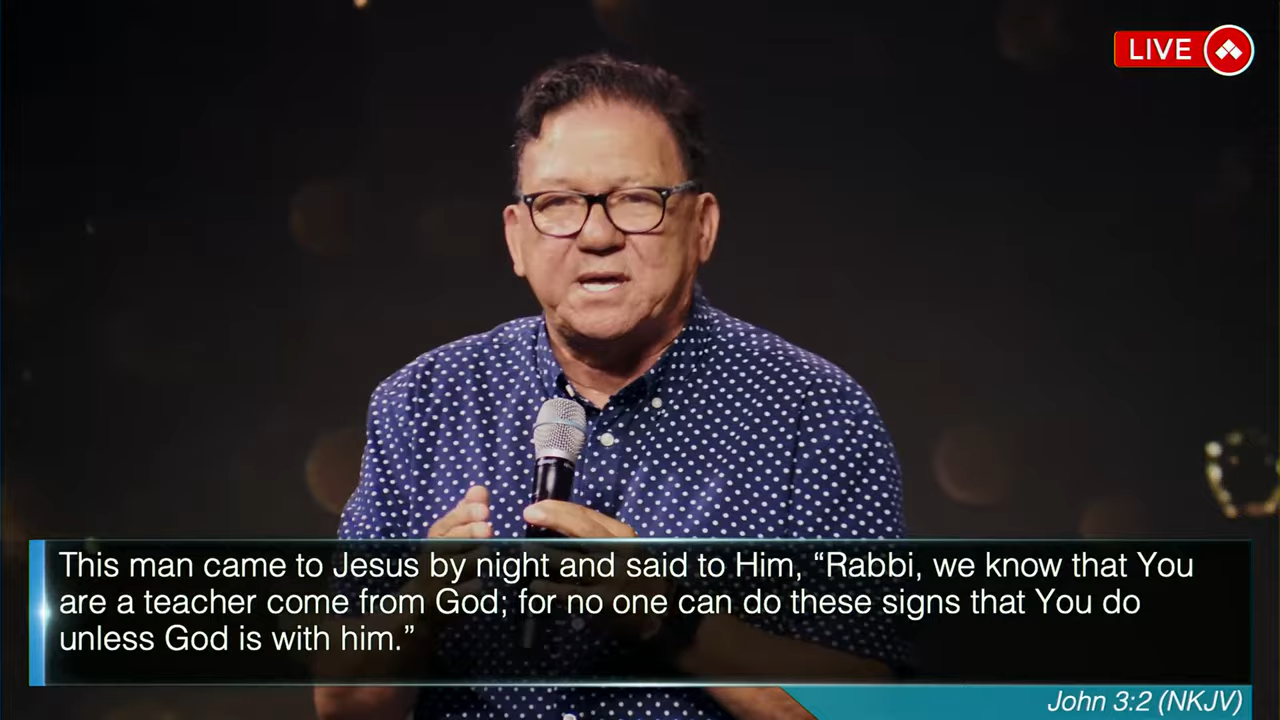 LIVE
This man came to Jesus by night and said to Him, “Rabbi, we know that You
are a teacher come from God; for no one can do these signs that You do
unless God is with him.”
John 3:2 (NKJV)